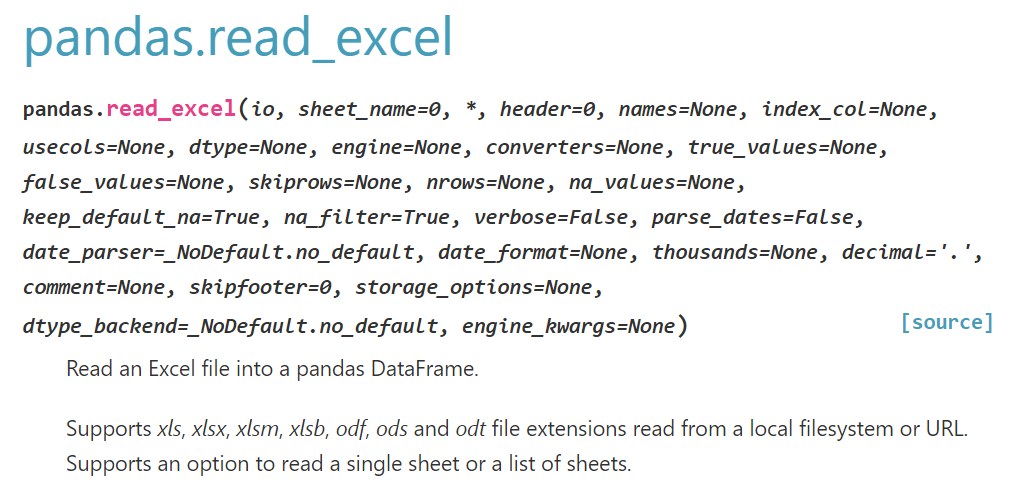 pandas.read_excel
pandas.read_excel(io, sheet_name=0, *, header=0, names=None, index_col=None,
usecols=None, dtype=None, engine=None, converters=None, true_values=None,
false_values=None, skiprows=None, nrows=None, na_values=None,
keep_default_na=True, na_filter=True, verbose=False, parse_dates=False,
date_parser=_NoDefault.no_default, date_format=None, thousands=None, decimal='.',
comment=None, skipfooter=0, storage_options=None,
dtype_backend=_NoDefault.no_default, engine_kwargs=None) [source]
Read an Excel file into a pandas DataFrame.
Supports xls, xlsx, xlsm, xlsb, odf, ods and odt file extensions read from a local filesystem or URL.
Supports an option to read a single sheet or a list of sheets.